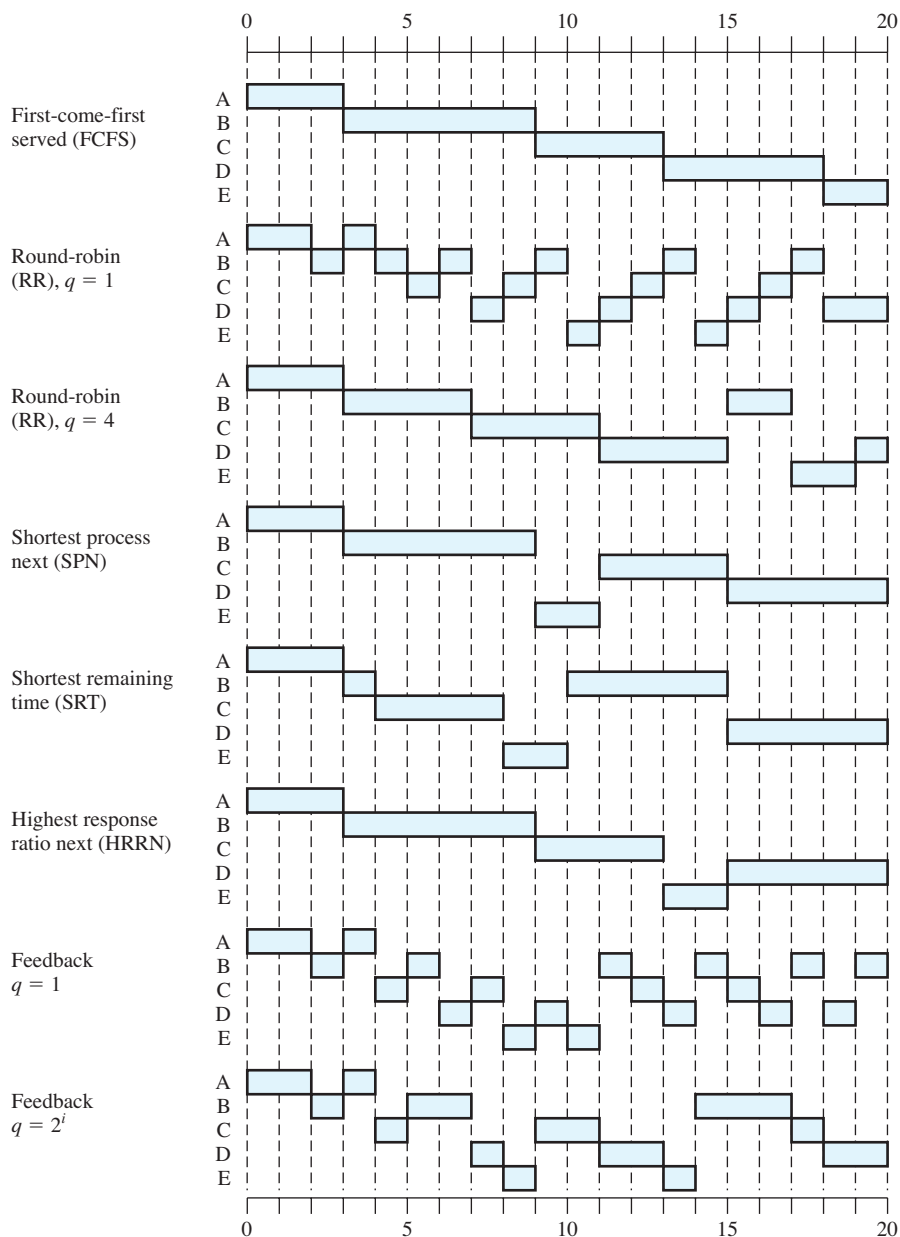 0 5 10 15 20
First-come-first
served (FCFS)
A
B
C
D
E
Round-robin
(RR), q = 1
A
B
C
D
E
Round-robin
(RR), q = 4
A
B
C
D
E
Shortest process
next (SPN)
A
B
C
D
E
Shortest remaining
time (SRT)
A
B
C
D
E
Highest response
ratio next (HRRN)
A
B
C
D
E
Feedback
q = 1
A
B
C
D
E
Feedback
q = 2ⁱ
A
B
C
D
E
0 5 10 15 20